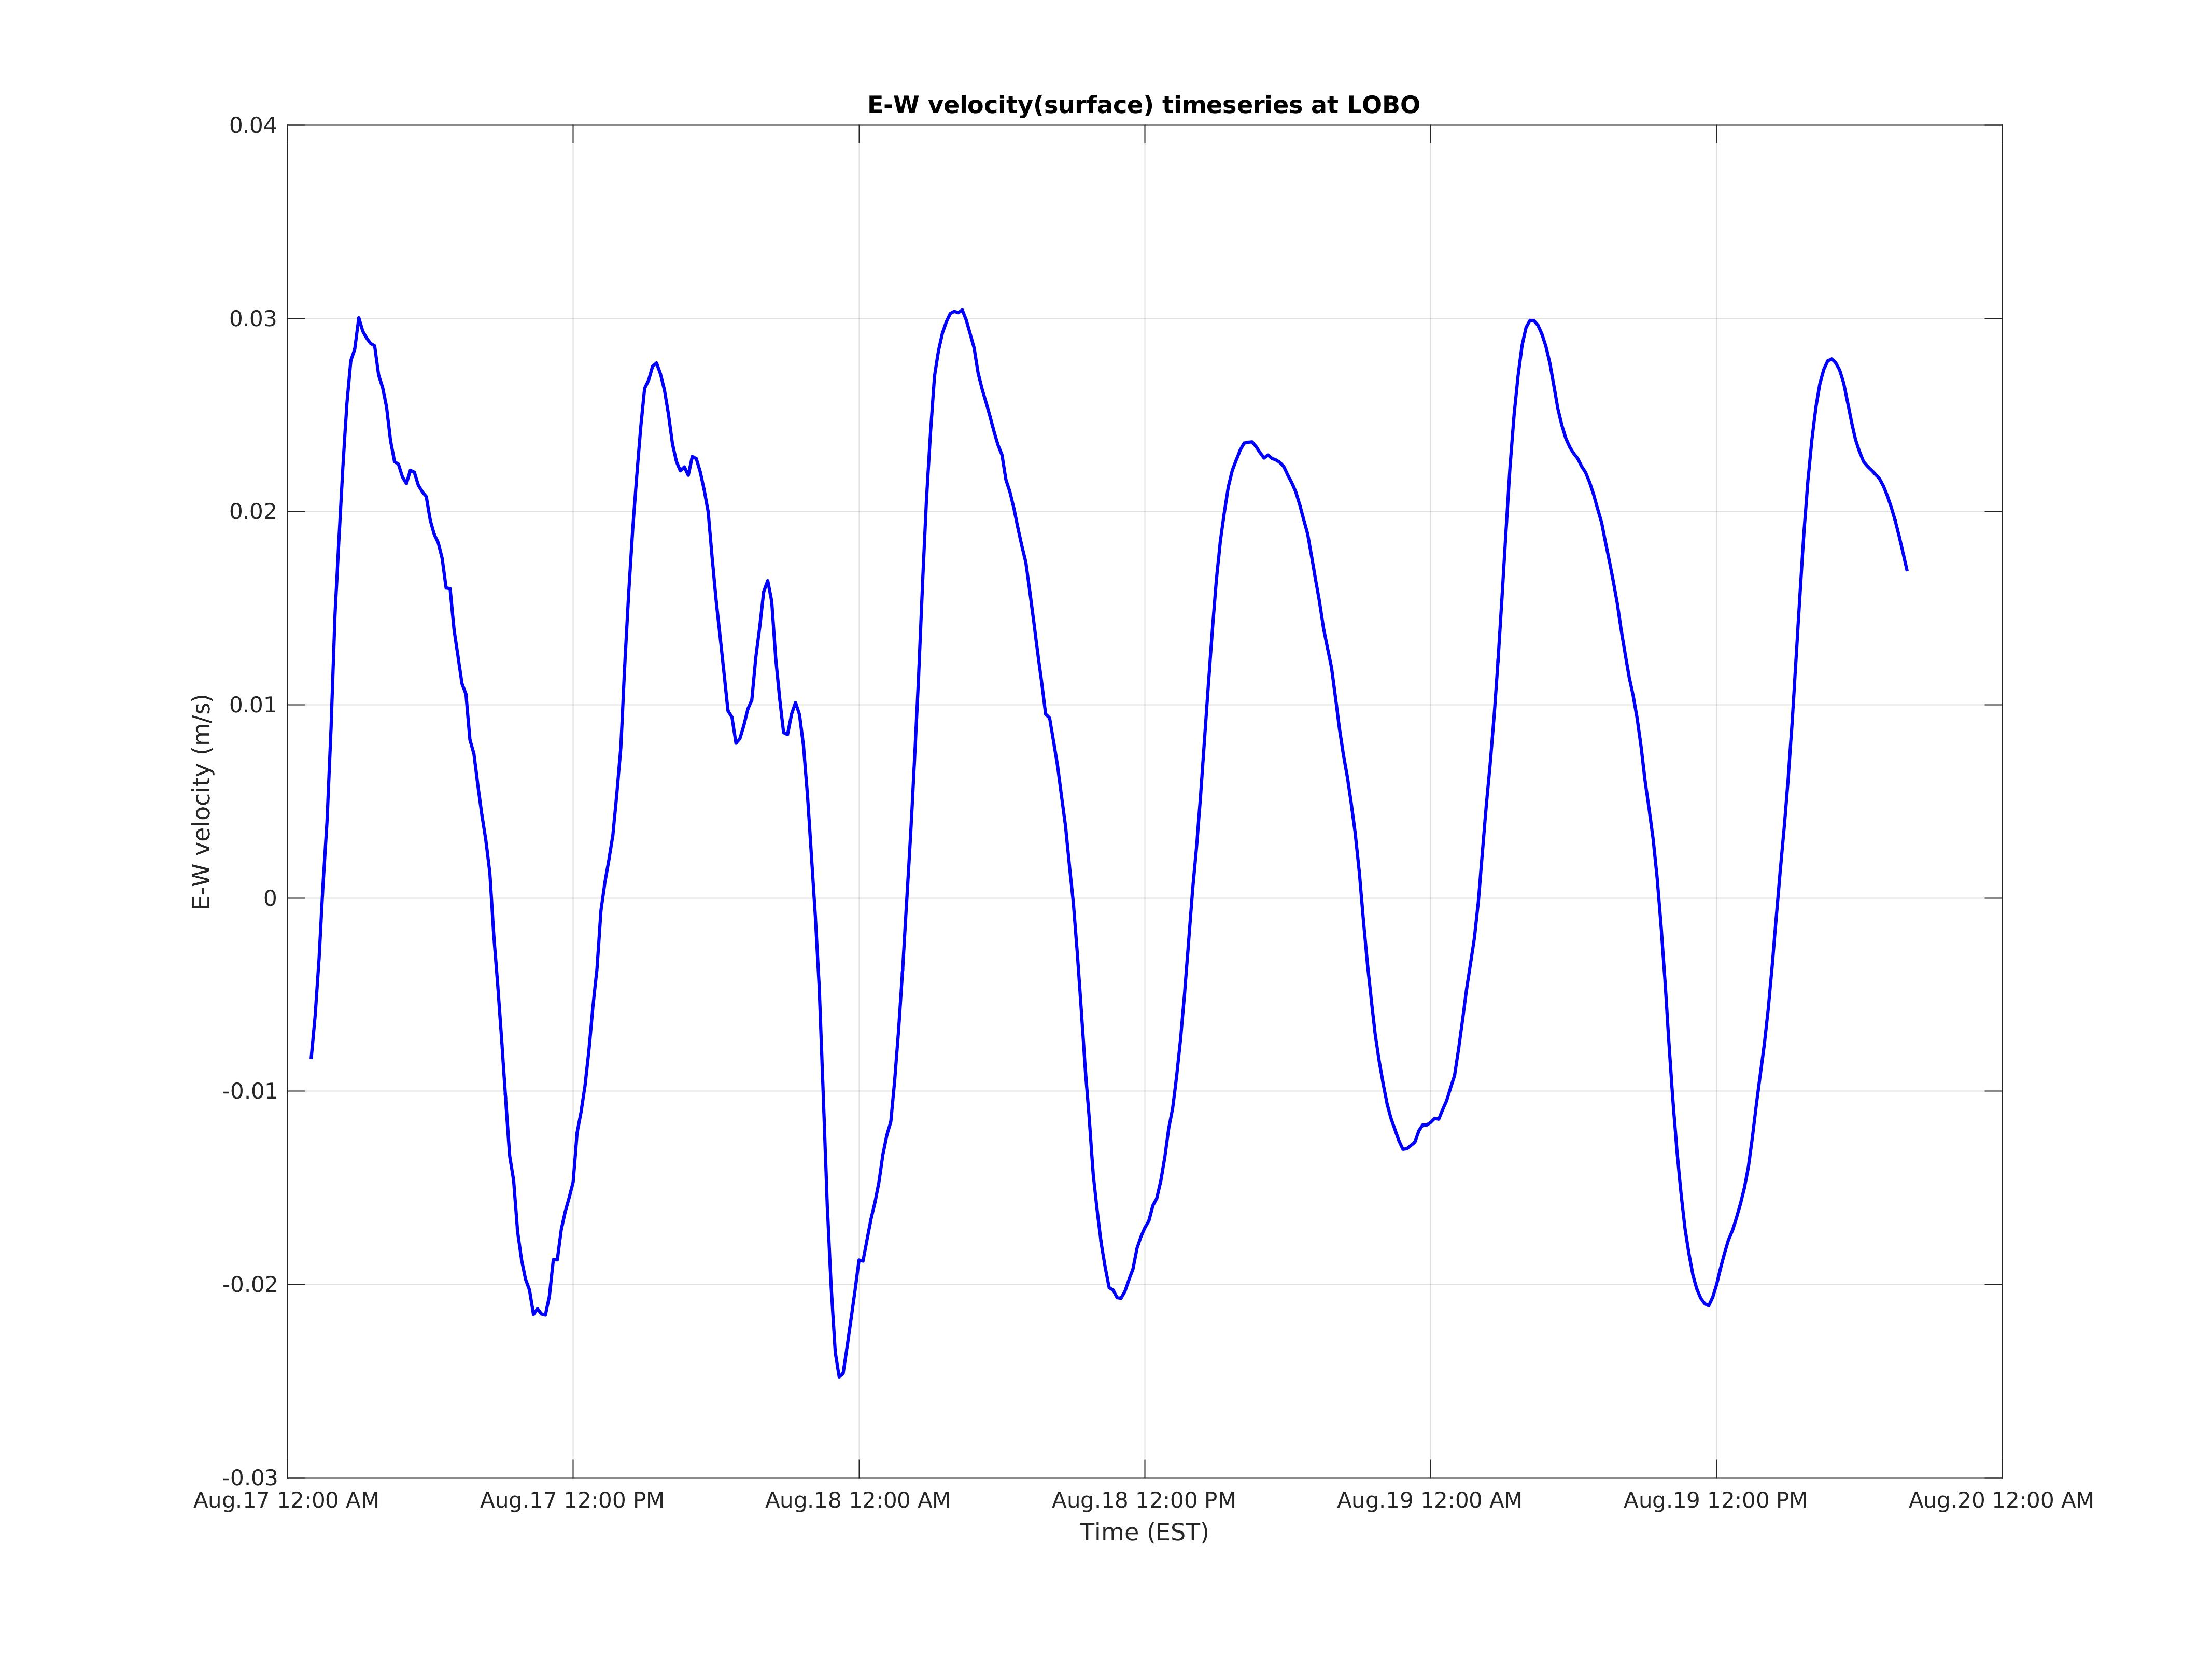 E-W velocity(surface) timeseries at LOBO
0.04
0.03
0.02
0.01
0
-0.01
-0.02
-0.03
E-W velocity (m/s)
Aug.17 12:00 AM Aug.17 12:00 PM Aug.18 12:00 AM Aug.18 12:00 PM Aug.19 12:00 AM Aug.19 12:00 PM Aug.20 12:00 AM
Time (EST)